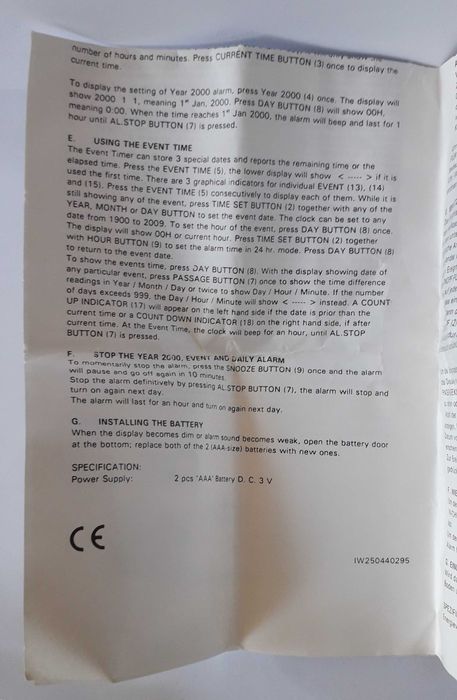 number of hours and minutes. Press CURRENT TIME BUTTON (3) once to display the
current time.
To display the setting of Year 2000 alarm, press Year 2000 (4) once. The display will
show 2000 1 1, meaning 1st Jan, 2000. Press DAY BUTTON (8) will show 00H,
meaning 0:00. When the time reaches 1st Jan 2000, the alarm will beep and last for 1
hour until AL.STOP BUTTON (7) is pressed.
E. USING THE EVENT TIME
The Event Timer can store 3 special dates and reports the remaining time or the
elapsed time. Press the EVENT TIME (5), the lower display will show < ----- > if it is
used the first time. There are 3 graphical indicators for individual EVENT (13), (14)
and (15). Press the EVENT TIME (5) consecutively to display each of them. While it is
still showing any of the event, press TIME SET BUTTON (2) together with any of the
YEAR, MONTH or DAY BUTTON to set the event date. The clock can be set to any
date from 1900 to 2009. To set the hour of the event, press DAY BUTTON (8) once.
The display will show 00H or current hour. Press TIME SET BUTTON (2) together
with HOUR BUTTON (9) to set the alarm time in 24 hr. mode. Press DAY BUTTON (8)
to return to the event date.
To show the events time, press DAY BUTTON (8). With the display showing date of
any particular event, press PASSAGE BUTTON (7) once to show the time difference
readings in Year / Month / Day or twice to show Day / Hour / Minute. If the number
of days exceeds 999, the Day / Hour / Minute will show < ----- > instead. A COUNT
UP INDICATOR (17) will appear on the left hand side if the date is prior than the
current time or a COUNT DOWN INDICATOR (18) on the right hand side, if after
current time. At the Event Time, the clock will beep for an hour, until AL.STOP
BUTTON (7) is pressed.
F. STOP THE YEAR 2000, EVENT AND DAILY ALARM
To momentarily stop the alarm, press the SNOOZE BUTTON (9) once and the alarm
will pause and go off again in 10 minutes.
Stop the alarm definitively by pressing AL.STOP BUTTON (7), the alarm will stop and
turn on again next day.
The alarm will last for an hour and turn on again next day.
G. INSTALLING THE BATTERY
When the display becomes dim or alarm sound becomes weak, open the battery door
at the bottom; replace both of the 2 (AAA-size) batteries with new ones.
SPECIFICATION:
Power Supply: 2 pcs "AAA" Battery D. C. 3 V
CE
IW250440295